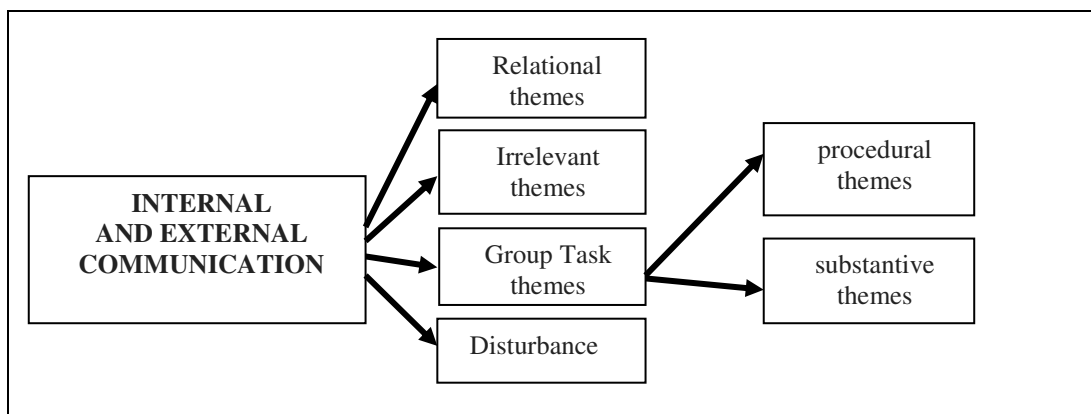 INTERNAL
AND EXTERNAL
COMMUNICATION
Relational
themes
Irrelevant
themes
Group Task
themes
Disturbance
procedural
themes
substantive
themes